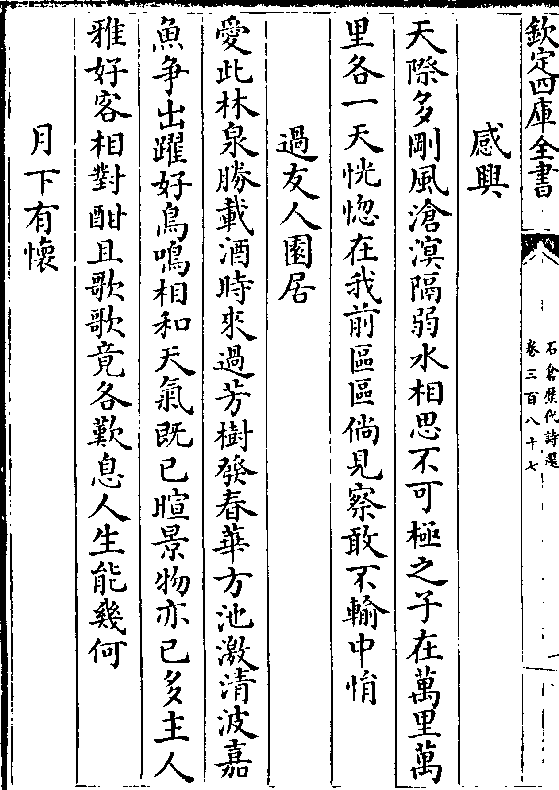 欽定四庫全書
石倉歷代詩選
卷三百八十七
感興
天際多剛風滄溟隔弱水相思不可極之子在萬里萬
里各一天恍惚在我前區區倘見察敢不輸中悁
過友人園居
愛此林泉勝載酒時來過芳樹發春華方池激清波嘉
魚爭出躍好鳥鳴相和天氣既已暄景物亦已多主人
雅好客相對酣且歌歌竟各歎息人生能幾何
月下有懷